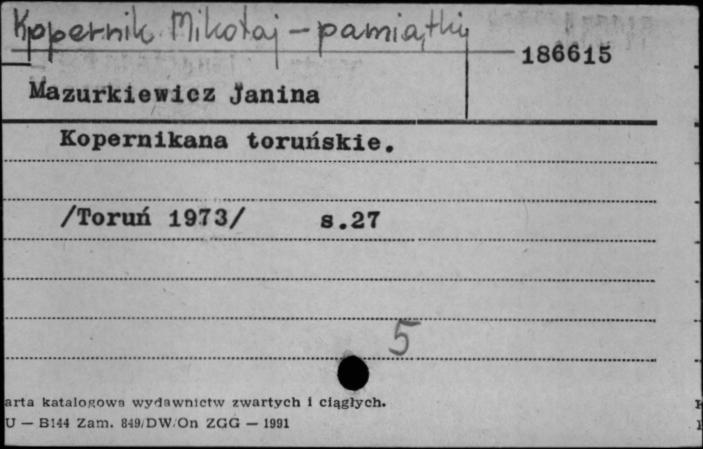 Kopernik Mikołaj - pamiątki
186615
Mazurkiewicz Janina
Kopernikana toruńskie.
/Toruń 1973/ s.27
5
arta katalogowa wydawnictw zwartych i ciągłych.
U — B144 Zam. 849/DW/On ZGG — 1991